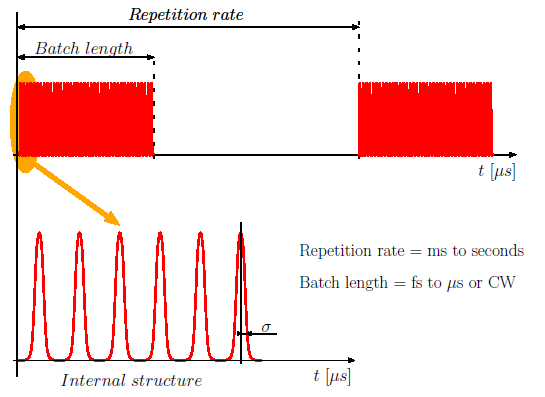 Repetition rate
Batch length
t [μs]
Repetition rate = ms to seconds
Batch length = fs to μs or CW
σ
Internal structure
t [μs]